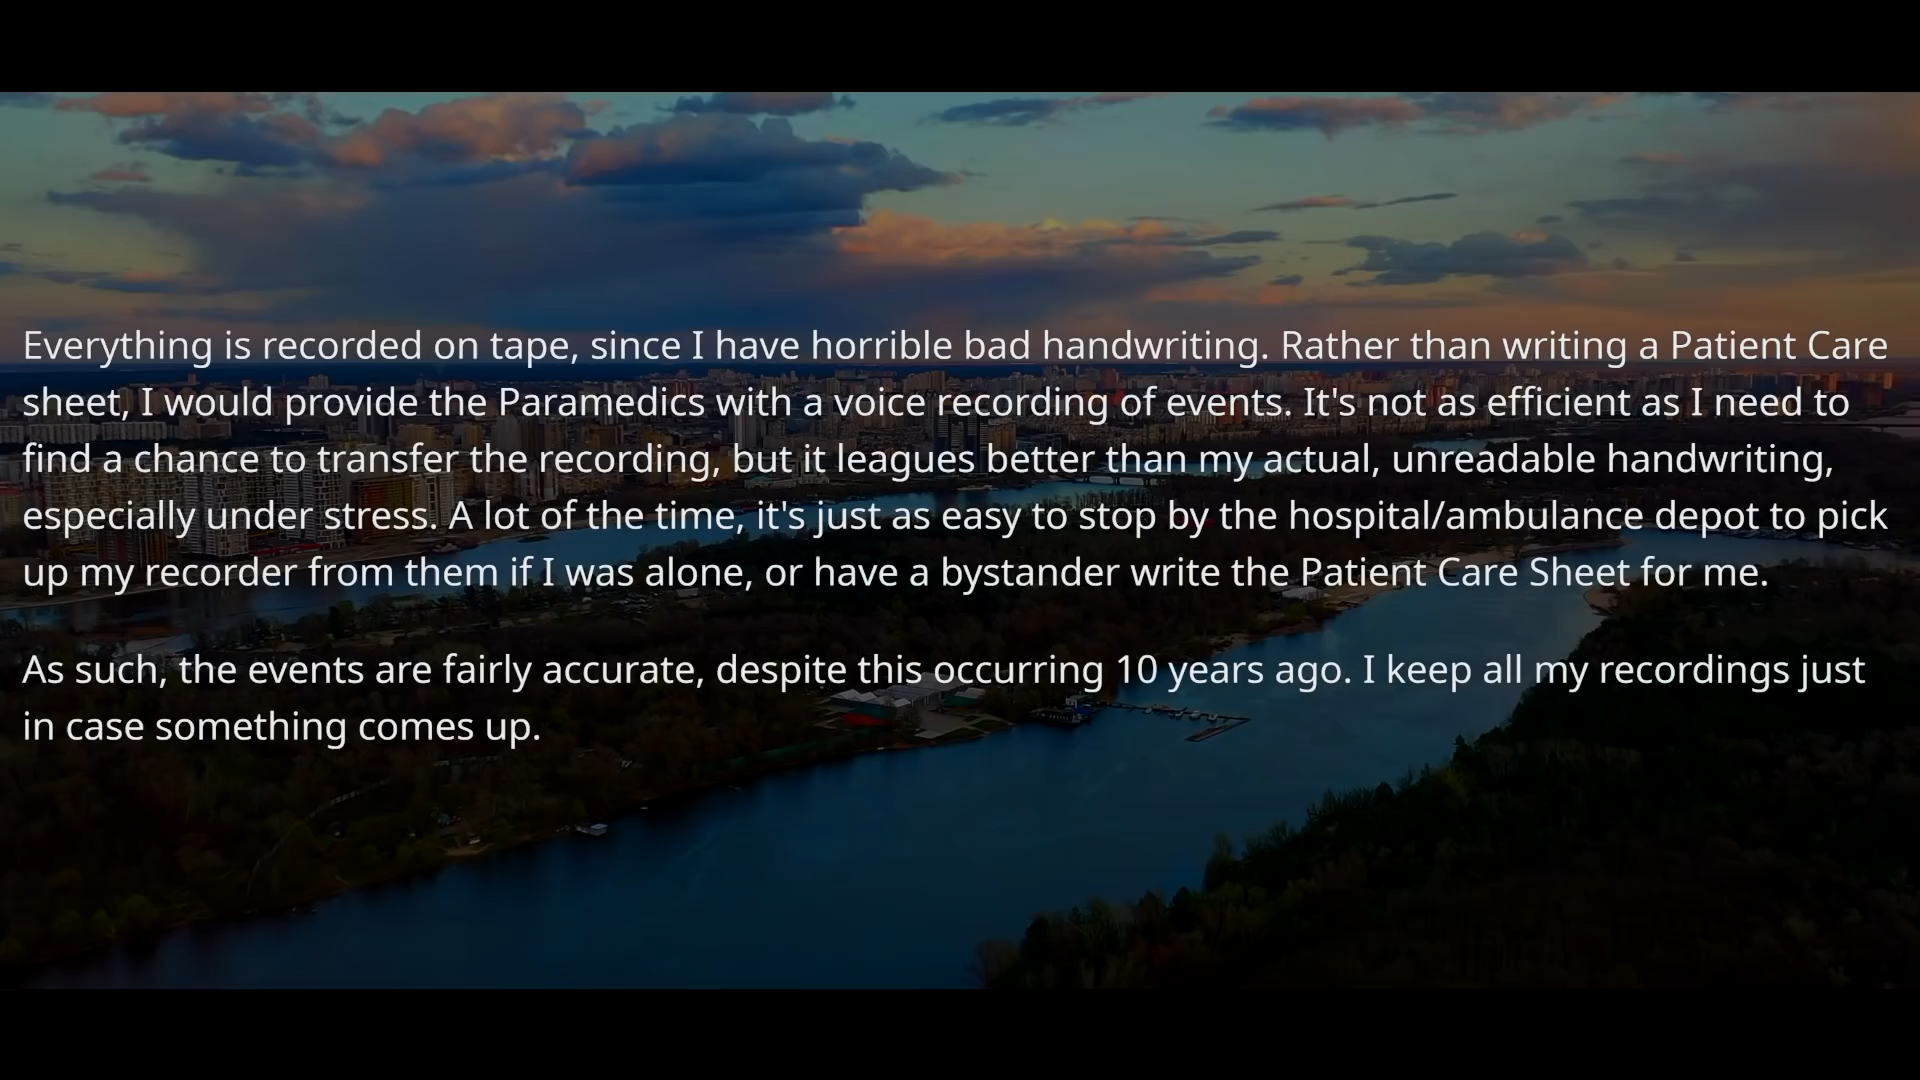 Everything is recorded on tape, since I have horrible bad handwriting. Rather than writing a Patient Care
sheet, I would provide the Paramedics with a voice recording of events. It's not as efficient as I need to
find a chance to transfer the recording, but it leagues better than my actual, unreadable handwriting,
especially under stress. A lot of the time, it's just as easy to stop by the hospital/ambulance depot to pick
up my recorder from them if I was alone, or have a bystander write the Patient Care Sheet for me.
As such, the events are fairly accurate, despite this occurring 10 years ago. I keep all my recordings just
in case something comes up.